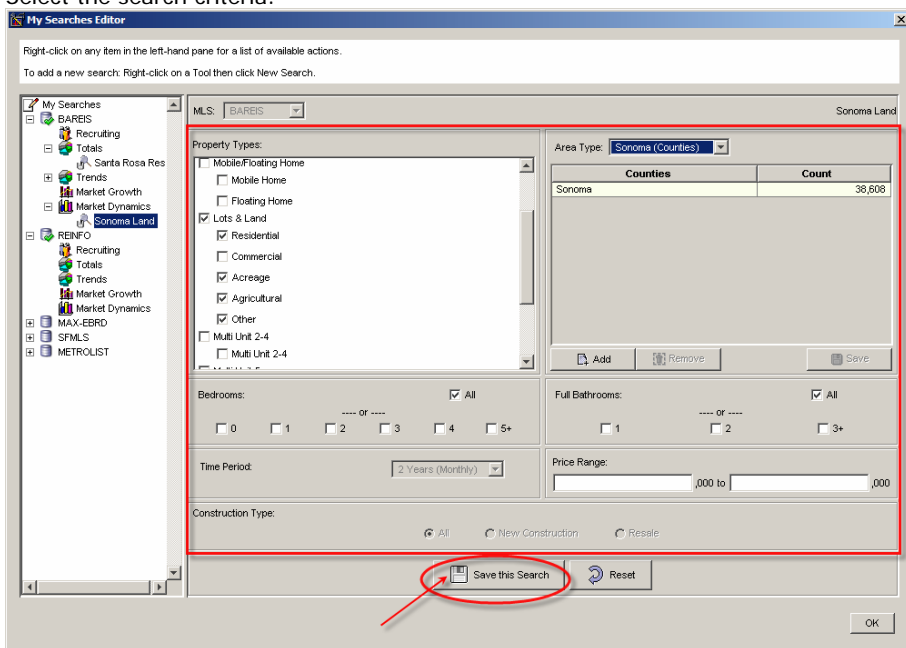 Select the search criteria.
My Searches Editor
Right-click on any item in the left-hand pane for a list of available actions.
To add a new search: Right-click on a Tool then click New Search.
My Searches
BAREIS
Recruiting
Totals
Santa Rosa Res
Trends
Market Growth
Market Dynamics
Sonoma Land
REINFO
Recruiting
Totals
Trends
Market Growth
Market Dynamics
MAX-EBRD
SFMLS
METROLIST
MLS: BAREIS
Sonoma Land
Property Types:
Mobile/Floating Home
Mobile Home
Floating Home
Lots & Land
Residential
Commercial
Acreage
Agricultural
Other
Multi Unit 2-4
Multi Unit 2-4
Area Type: Sonoma (Counties)
Counties Count
Sonoma 38,608
Add Remove Save
Bedrooms: All
---- or ----
0 1 2 3 4 5+
Full Bathrooms: All
---- or ----
1 2 3+
Time Period: 2 Years (Monthly)
Price Range:
,000 to ,000
Construction Type:
All New Construction Resale
Save this Search Reset
OK